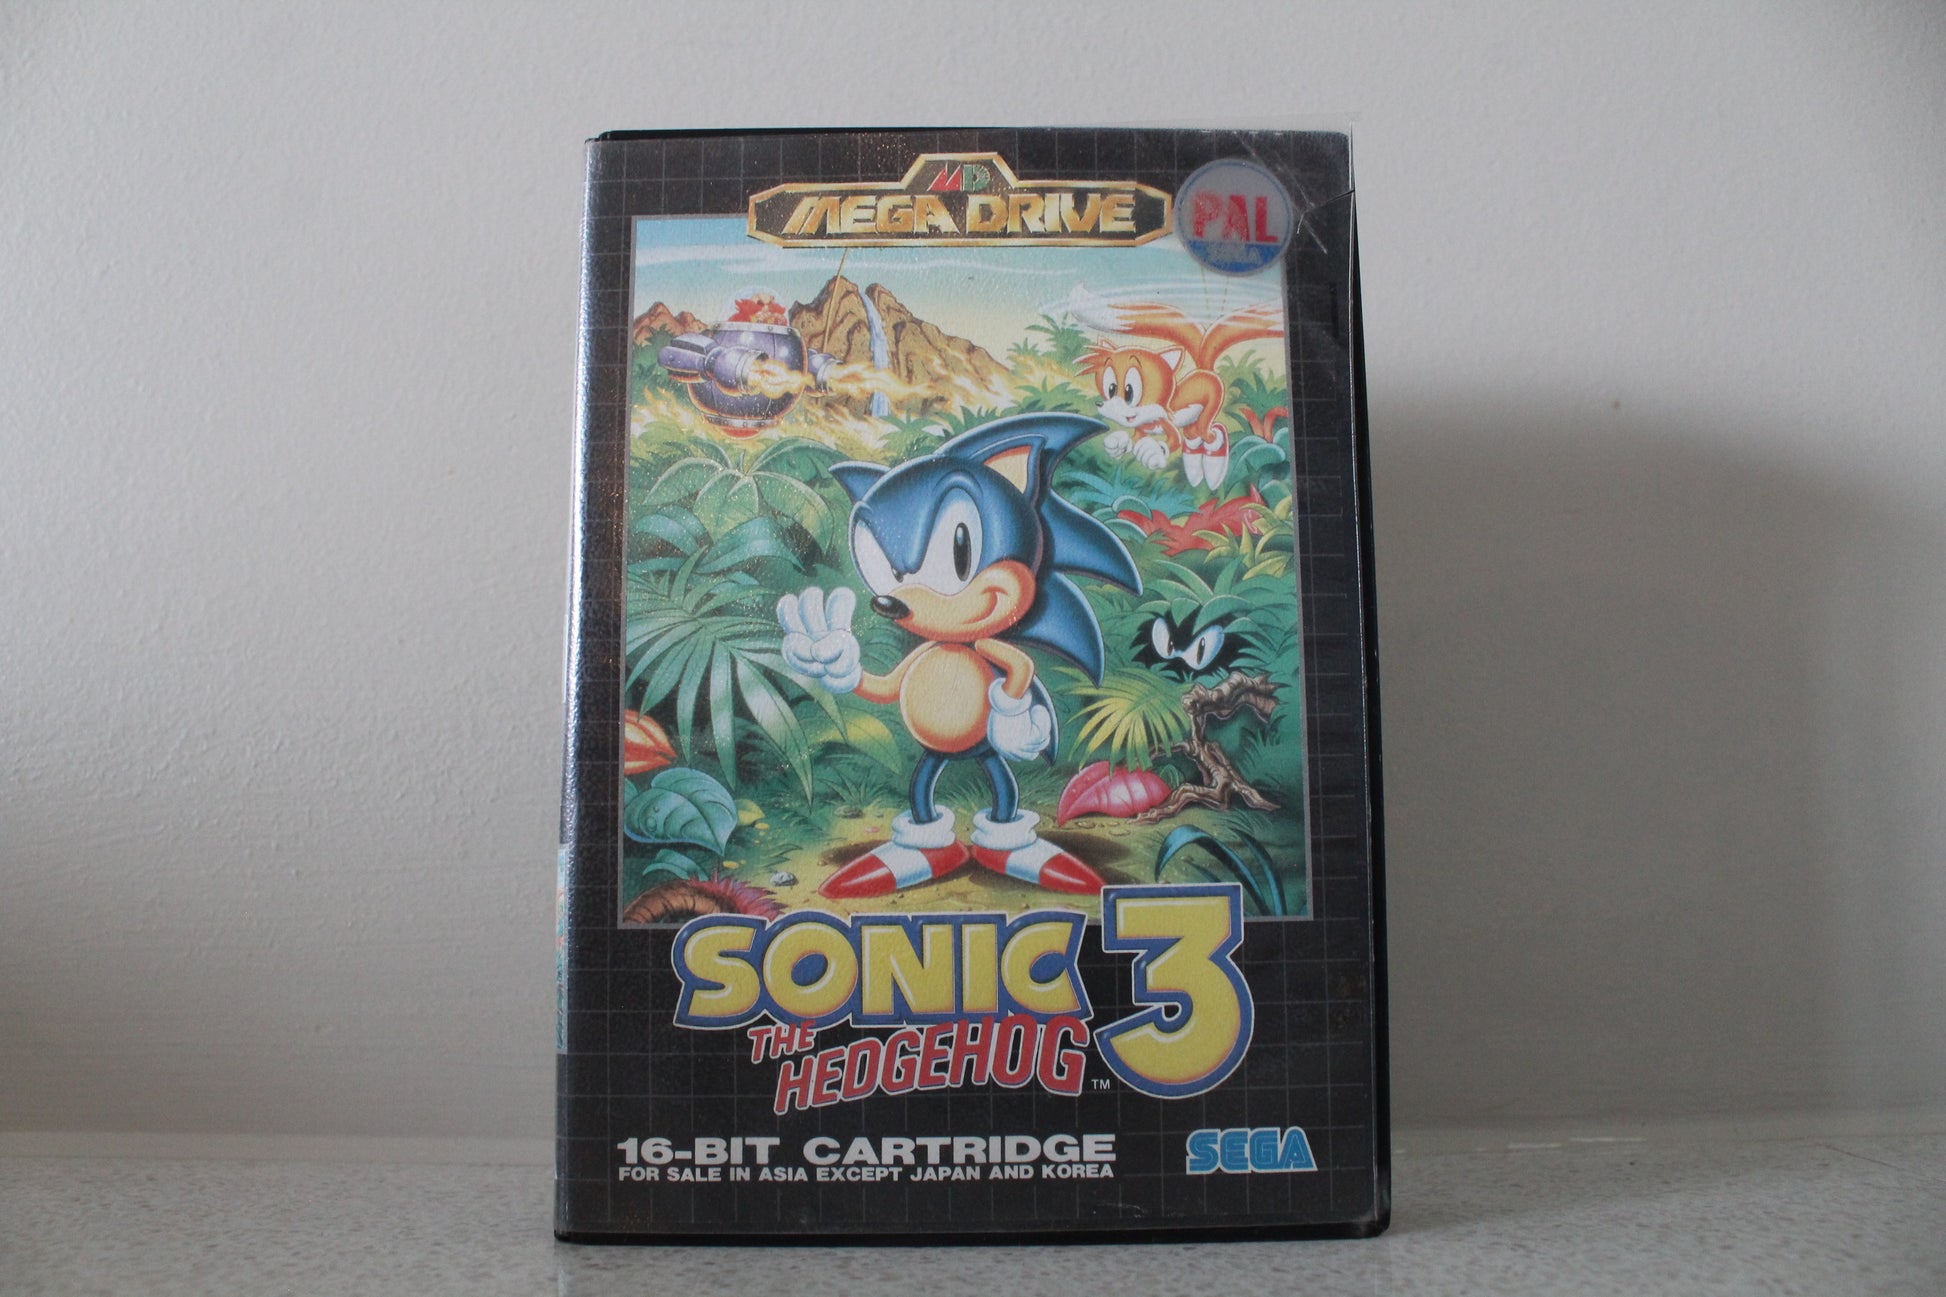 MD
MEGA DRIVE
PAL
SEGA
SONIC 3
THE
HEDGEHOG TM
16-BIT CARTRIDGE
FOR SALE IN ASIA EXCEPT JAPAN AND KOREA
SEGA